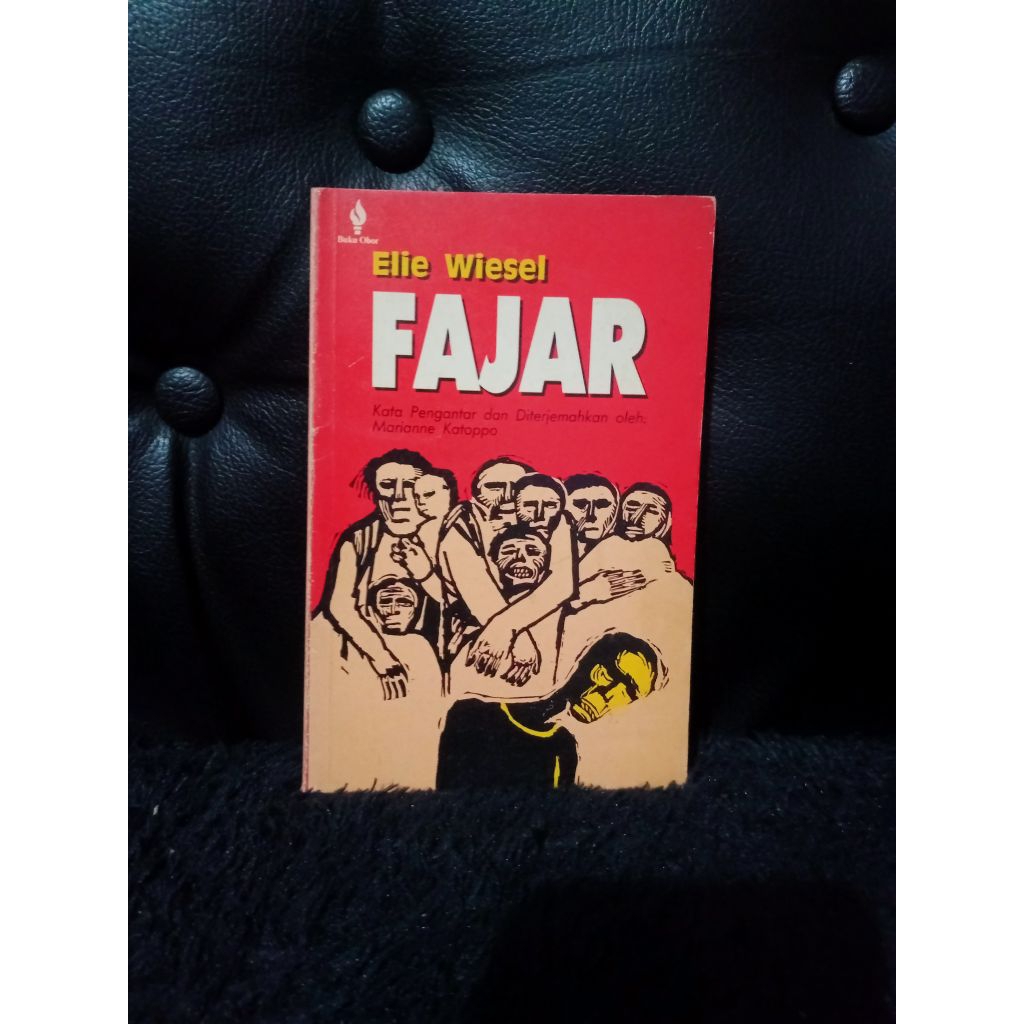 Buku Obor
Elie Wiesel
FAJAR
Kata Pengantar dan Diterjemahkan oleh:
Marianne Katoppo